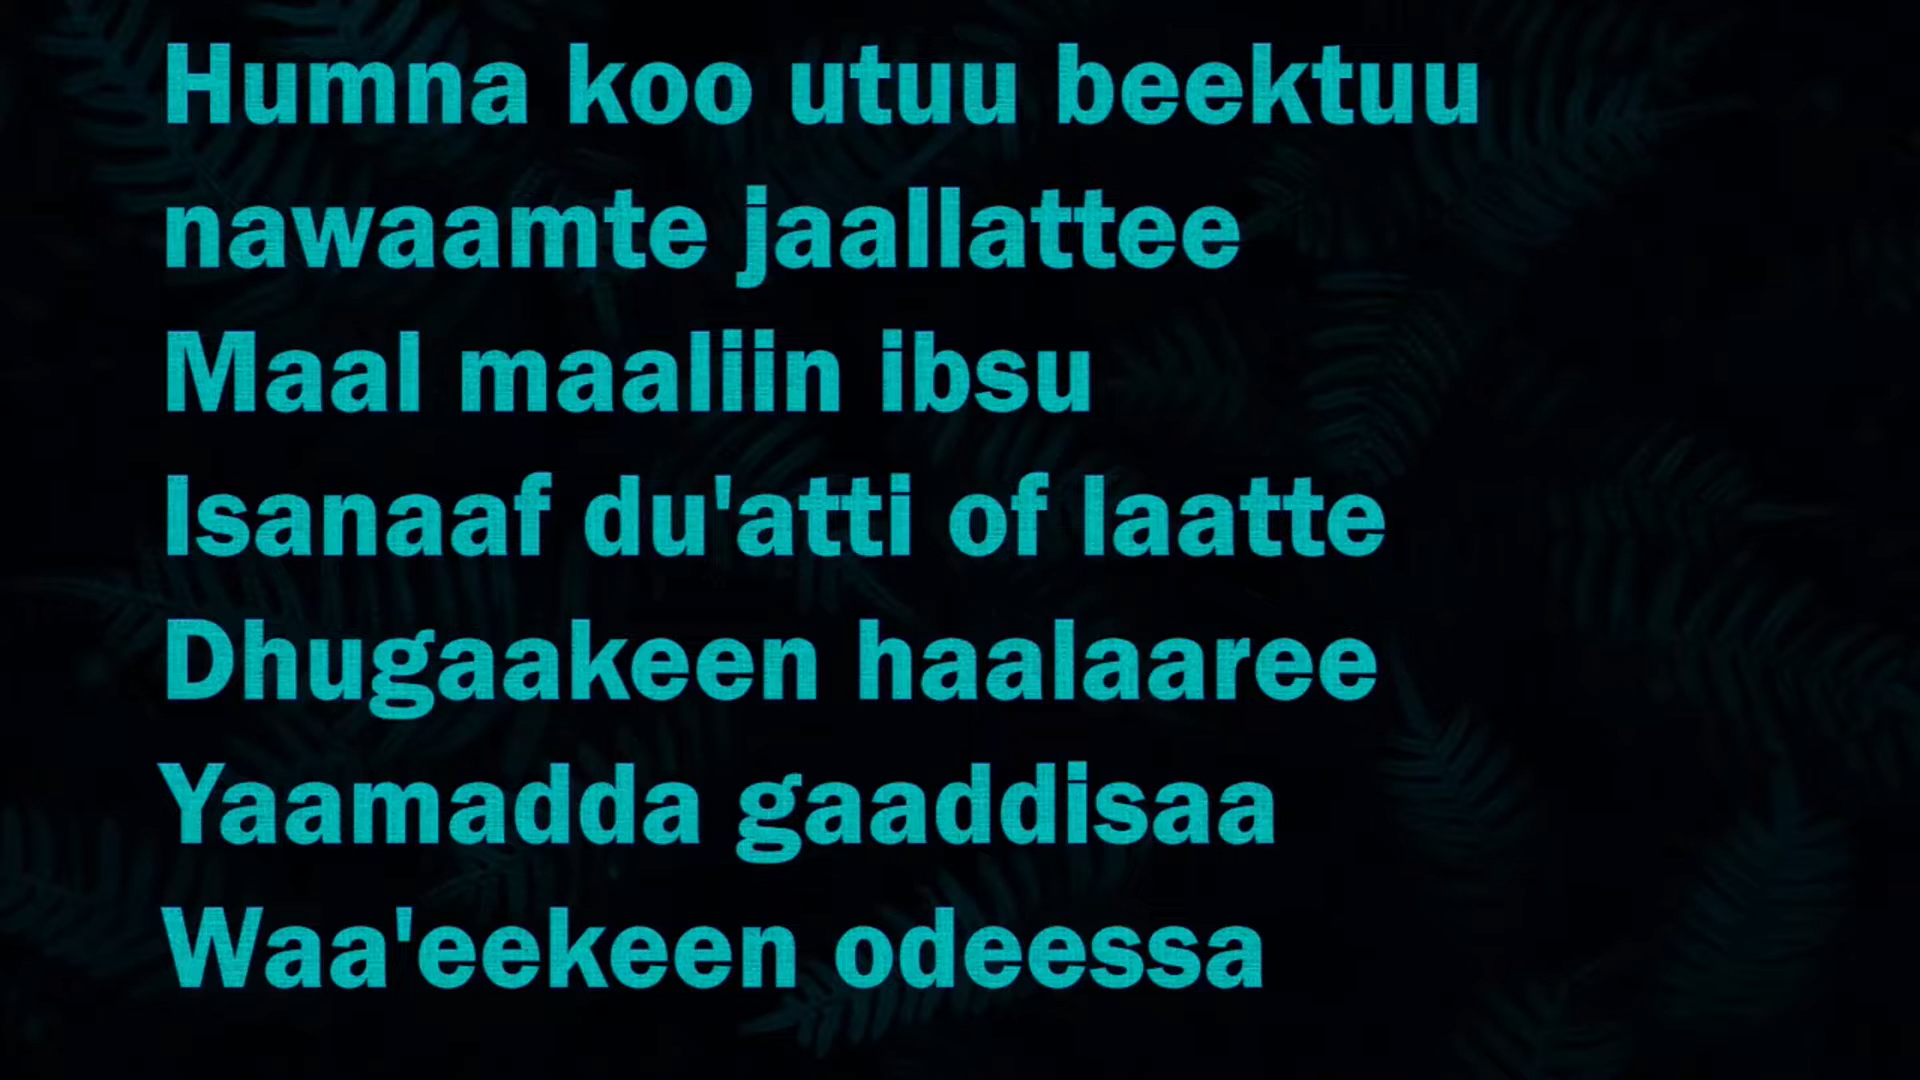 Humna koo utuu beektuu
nawaamte jaallattee
Maal maaliin ibsu
Isanaaf du'atti of laatte
Dhugaakeen haalaaree
Yaamadda gaaddisaa
Waa'eekeen odeessa